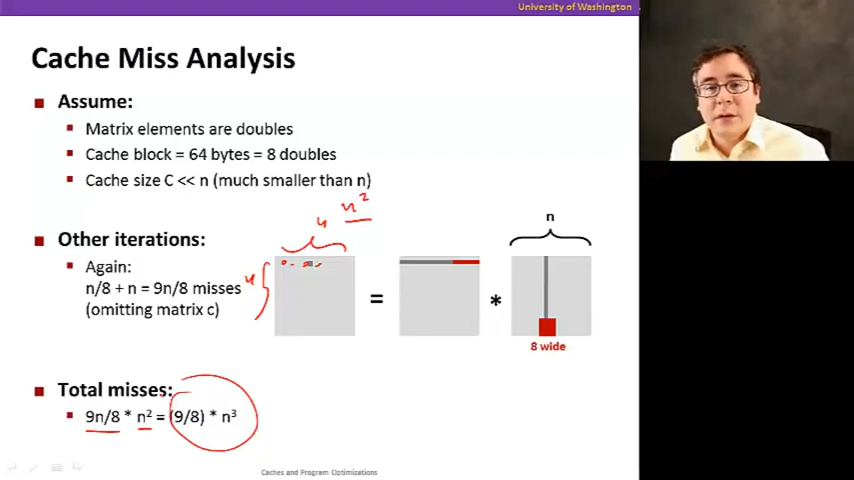 University of Washington
Cache Miss Analysis
Assume:
Matrix elements are doubles
Cache block = 64 bytes = 8 doubles
Cache size C << n (much smaller than n)
n²
n
Other iterations:
Again:
n/8 + n = 9n/8 misses
(omitting matrix c)
n
n
=
*
8 wide
Total misses:
9n/8 * n² = (9/8) * n³
Caches and Program Optimizations